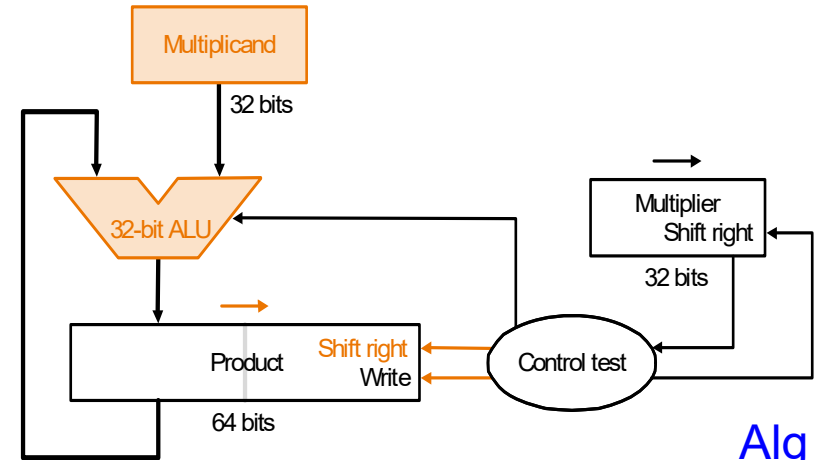 Multiplicand
32 bits
32-bit ALU
Multiplier
Shift right
32 bits
Product
Shift right
Write
Control test
64 bits
Alg